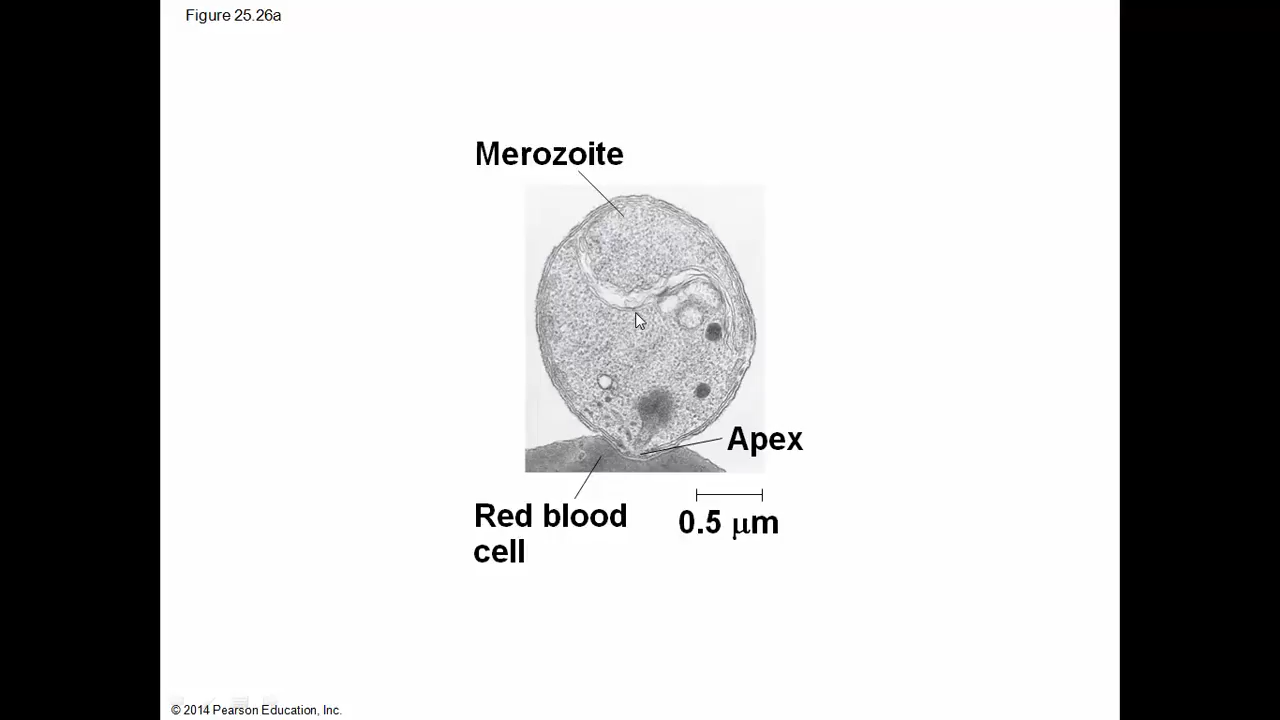 Figure 25.26a
Merozoite
Apex
Red blood
cell
0.5 μm
© 2014 Pearson Education, Inc.